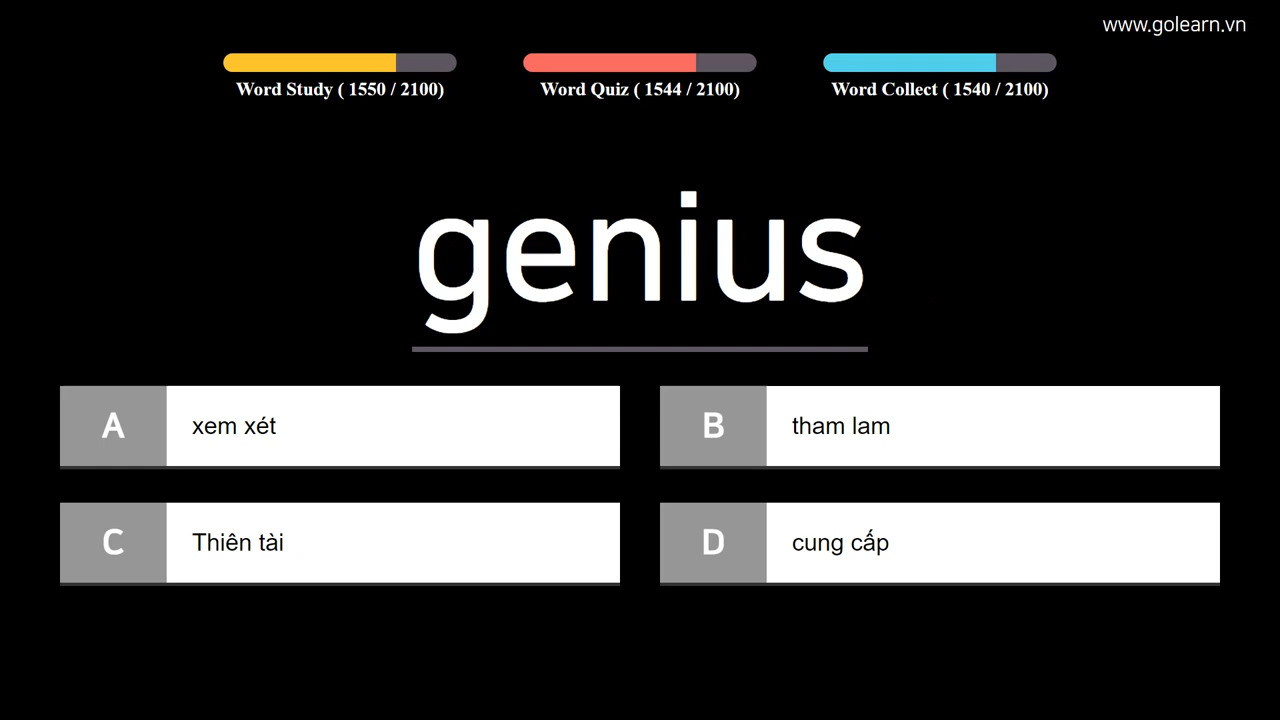 www.golearn.vn
Word Study ( 1550 / 2100)
Word Quiz ( 1544 / 2100)
Word Collect ( 1540 / 2100)
genius
A xem xét
B tham lam
C Thiên tài
D cung cấp